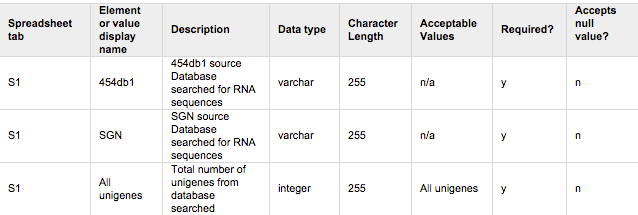 Spreadsheet tab	Element or value display name	Description	Data type	Character Length	Acceptable Values	Required?	Accepts null value?
S1	454db1	454db1 source Database searched for RNA sequences	varchar	255	n/a	y	n
S1	SGN	SGN source Database searched for RNA sequences	varchar	255	n/a	y	n
S1	All unigenes	Total number of unigenes from database searched	integer	255	All unigenes	y	n